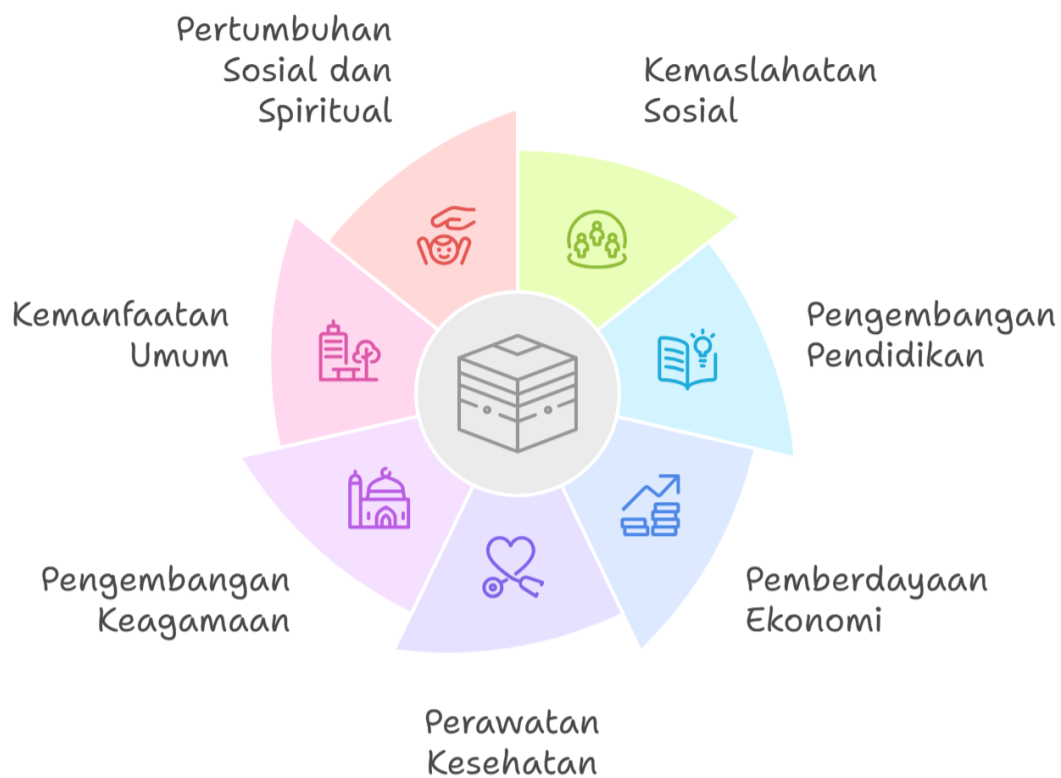 Pertumbuhan
Sosial dan
Spiritual
Kemaslahatan
Sosial
Kemanfaatan
Umum
Pengembangan
Pendidikan
Pengembangan
Keagamaan
Pemberdayaan
Ekonomi
Perawatan
Kesehatan